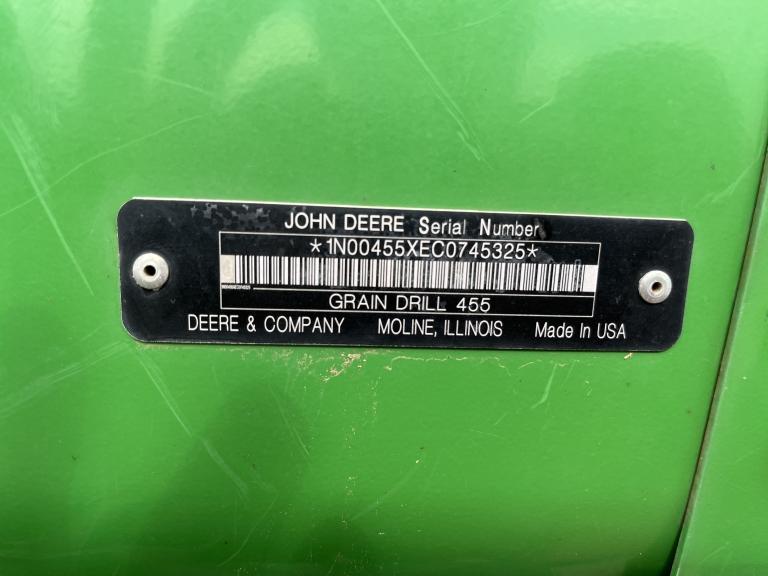 JOHN DEERE Serial Number
*1N00455XEC0745325*
GRAIN DRILL 455
DEERE & COMPANY MOLINE, ILLINOIS Made In USA